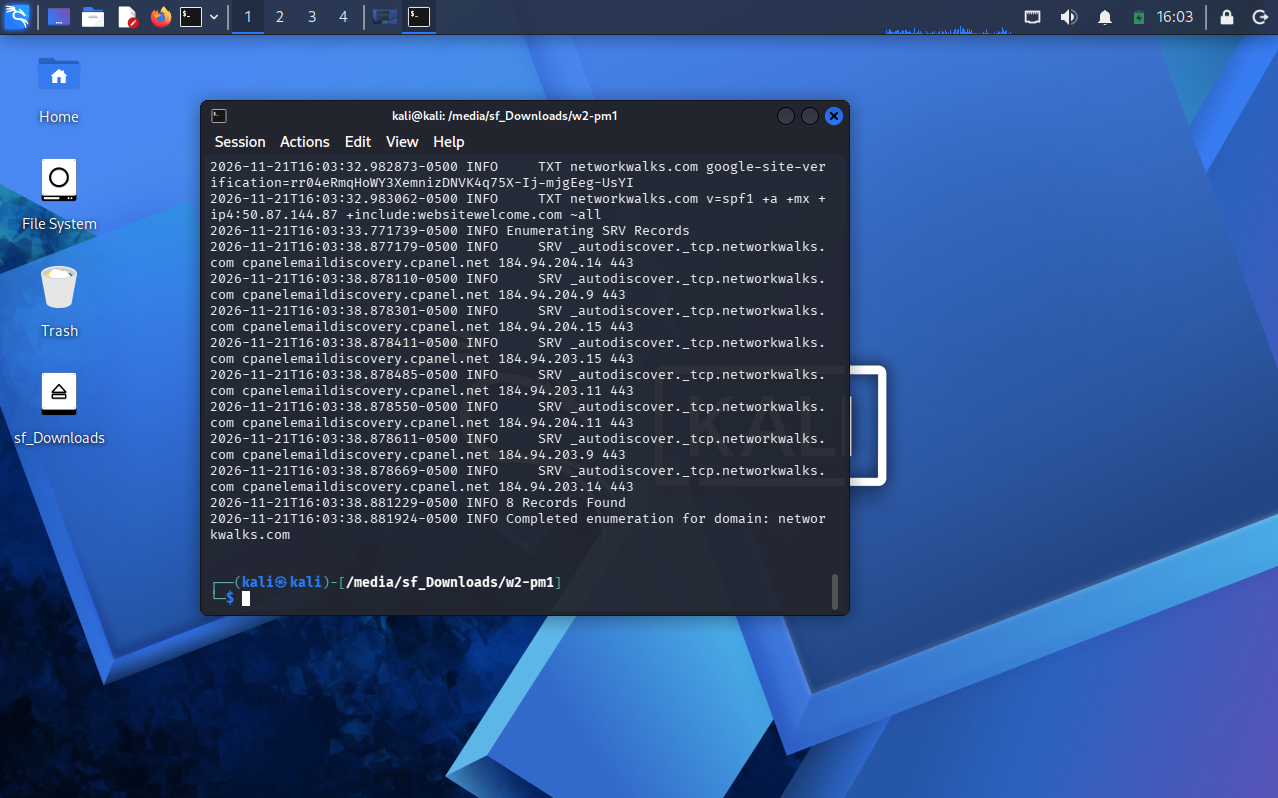 1 2 3 4 16:03
Home
File System
Trash
sf_Downloads
kali@kali: /media/sf_Downloads/w2-pm1
Session Actions Edit View Help
2026-11-21T16:03:32.982873-0500 INFO     TXT networkwalks.com google-site-ver
ification=rr04eRmqHoWY3XemnizDNVK4q75X-Ij-mjgEeg-UsYI
2026-11-21T16:03:32.983062-0500 INFO     TXT networkwalks.com v=spf1 +a +mx +
ip4:50.87.144.87 +include:websitewelcome.com ~all
2026-11-21T16:03:33.771739-0500 INFO Enumerating SRV Records
2026-11-21T16:03:38.877179-0500 INFO     SRV _autodiscover._tcp.networkwalks.
com cpanelemaildiscovery.cpanel.net 184.94.204.14 443
2026-11-21T16:03:38.878110-0500 INFO     SRV _autodiscover._tcp.networkwalks.
com cpanelemaildiscovery.cpanel.net 184.94.204.9 443
2026-11-21T16:03:38.878301-0500 INFO     SRV _autodiscover._tcp.networkwalks.
com cpanelemaildiscovery.cpanel.net 184.94.204.15 443
2026-11-21T16:03:38.878411-0500 INFO     SRV _autodiscover._tcp.networkwalks.
com cpanelemaildiscovery.cpanel.net 184.94.203.15 443
2026-11-21T16:03:38.878485-0500 INFO     SRV _autodiscover._tcp.networkwalks.
com cpanelemaildiscovery.cpanel.net 184.94.203.11 443
2026-11-21T16:03:38.878550-0500 INFO     SRV _autodiscover._tcp.networkwalks.
com cpanelemaildiscovery.cpanel.net 184.94.204.11 443
2026-11-21T16:03:38.878611-0500 INFO     SRV _autodiscover._tcp.networkwalks.
com cpanelemaildiscovery.cpanel.net 184.94.203.9 443
2026-11-21T16:03:38.878669-0500 INFO     SRV _autodiscover._tcp.networkwalks.
com cpanelemaildiscovery.cpanel.net 184.94.203.14 443
2026-11-21T16:03:38.881229-0500 INFO 8 Records Found
2026-11-21T16:03:38.881924-0500 INFO Completed enumeration for domain: networ
kwalks.com
┌──(kali㉿kali)-[/media/sf_Downloads/w2-pm1]
└─$
KALI